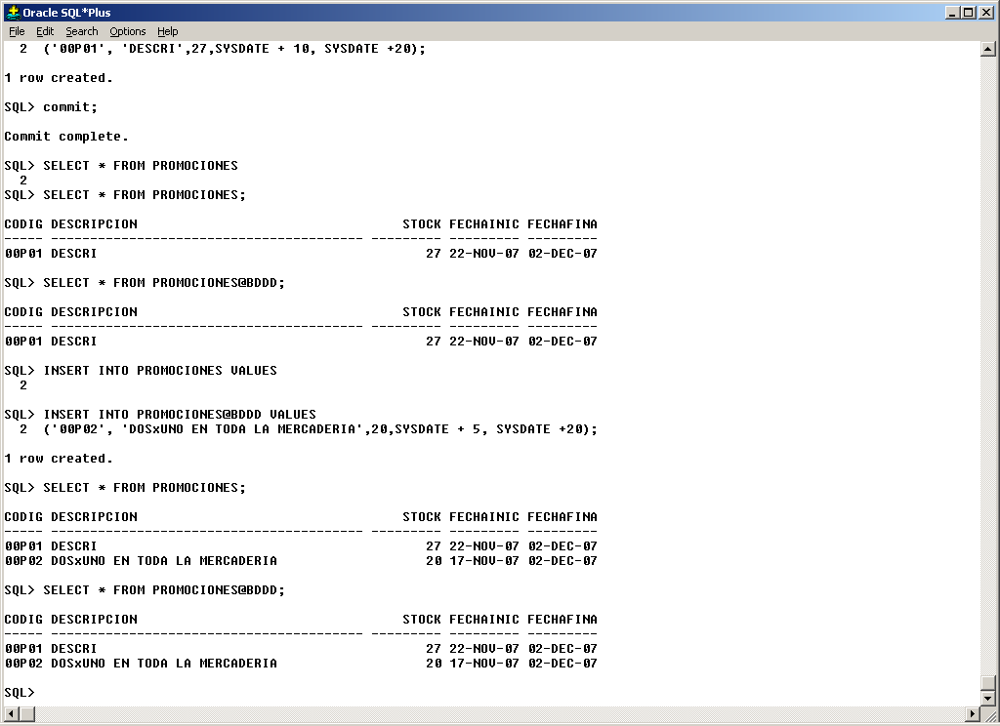 Oracle SQL*Plus
File Edit Search Options Help
2 ('00P01', 'DESCRI',27,SYSDATE + 10, SYSDATE +20);
1 row created.
SQL> commit;
Commit complete.
SQL> SELECT * FROM PROMOCIONES
2
SQL> SELECT * FROM PROMOCIONES;
CODIG DESCRIPCION STOCK FECHAINIC FECHAFINA
----- ---------------------------------------- --------- --------- ---------
00P01 DESCRI 27 22-NOV-07 02-DEC-07
SQL> SELECT * FROM PROMOCIONES@BDDD;
CODIG DESCRIPCION STOCK FECHAINIC FECHAFINA
----- ---------------------------------------- --------- --------- ---------
00P01 DESCRI 27 22-NOV-07 02-DEC-07
SQL> INSERT INTO PROMOCIONES VALUES
2
SQL> INSERT INTO PROMOCIONES@BDDD VALUES
2 ('00P02', 'DOSxUNO EN TODA LA MERCADERIA',20,SYSDATE + 5, SYSDATE +20);
1 row created.
SQL> SELECT * FROM PROMOCIONES;
CODIG DESCRIPCION STOCK FECHAINIC FECHAFINA
----- ---------------------------------------- --------- --------- ---------
00P01 DESCRI 27 22-NOV-07 02-DEC-07
00P02 DOSxUNO EN TODA LA MERCADERIA 20 17-NOV-07 02-DEC-07
SQL> SELECT * FROM PROMOCIONES@BDDD;
CODIG DESCRIPCION STOCK FECHAINIC FECHAFINA
----- ---------------------------------------- --------- --------- ---------
00P01 DESCRI 27 22-NOV-07 02-DEC-07
00P02 DOSxUNO EN TODA LA MERCADERIA 20 17-NOV-07 02-DEC-07
SQL>